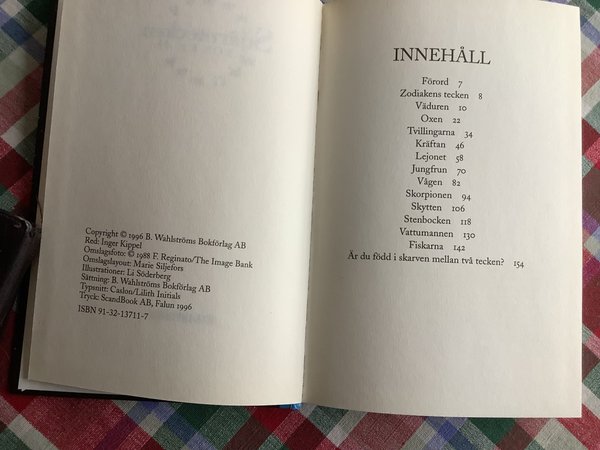 Copyright © 1996 B. Wahlströms Bokförlag AB
Red: Inger Kippel
Omslagsfoto: © 1988 F. Reginato/The Image Bank
Omslagslayout: Marie Siljefors
Illustrationer: Li Söderberg
Sättning: B. Wahlströms Bokförlag AB
Typsnitt: Caslon/Lilith Initials
Tryck: ScandBook AB, Falun 1996
ISBN 91-32-13711-7
INNEHÅLL
Förord 7
Zodiakens tecken 8
Väduren 10
Oxen 22
Tvillingarna 34
Kräftan 46
Lejonet 58
Jungfrun 70
Vågen 82
Skorpionen 94
Skytten 106
Stenbocken 118
Vattumannen 130
Fiskarna 142
Är du född i skarven mellan två tecken? 154